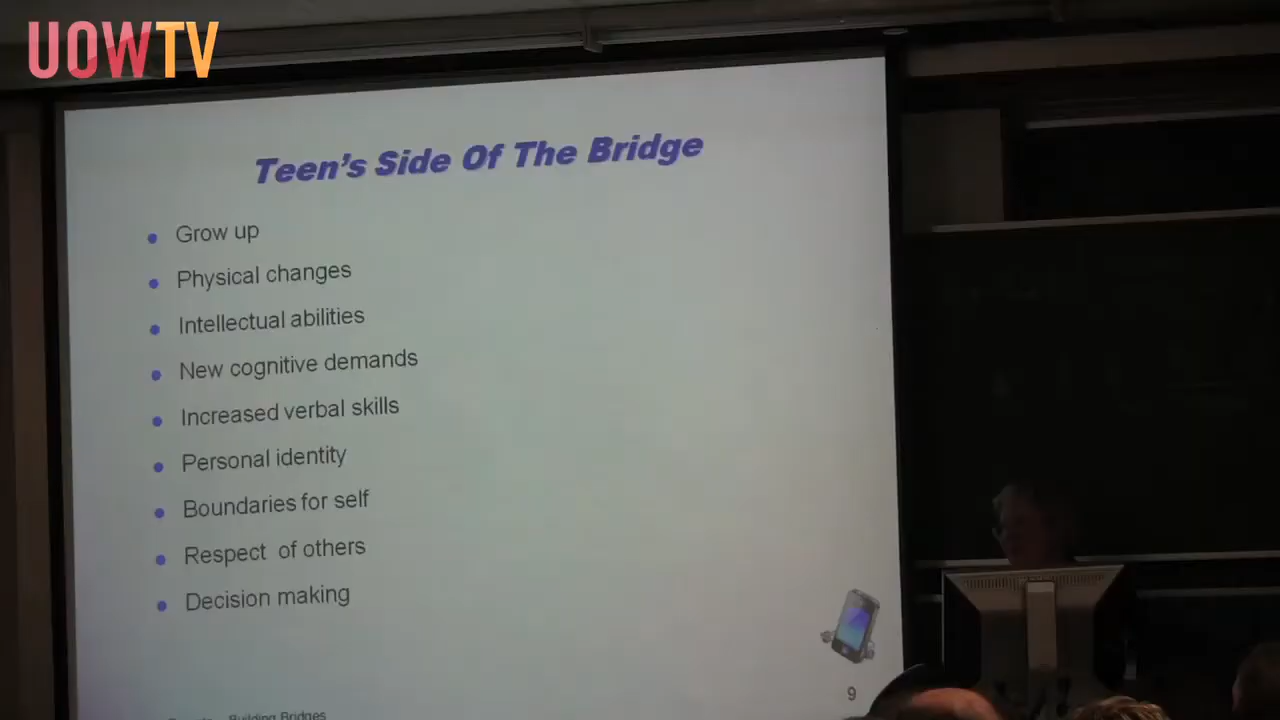 UOWTV
Teen's Side Of The Bridge
Grow up
Physical changes
Intellectual abilities
New cognitive demands
Increased verbal skills
Personal identity
Boundaries for self
Respect of others
Decision making
9
Building Bridges